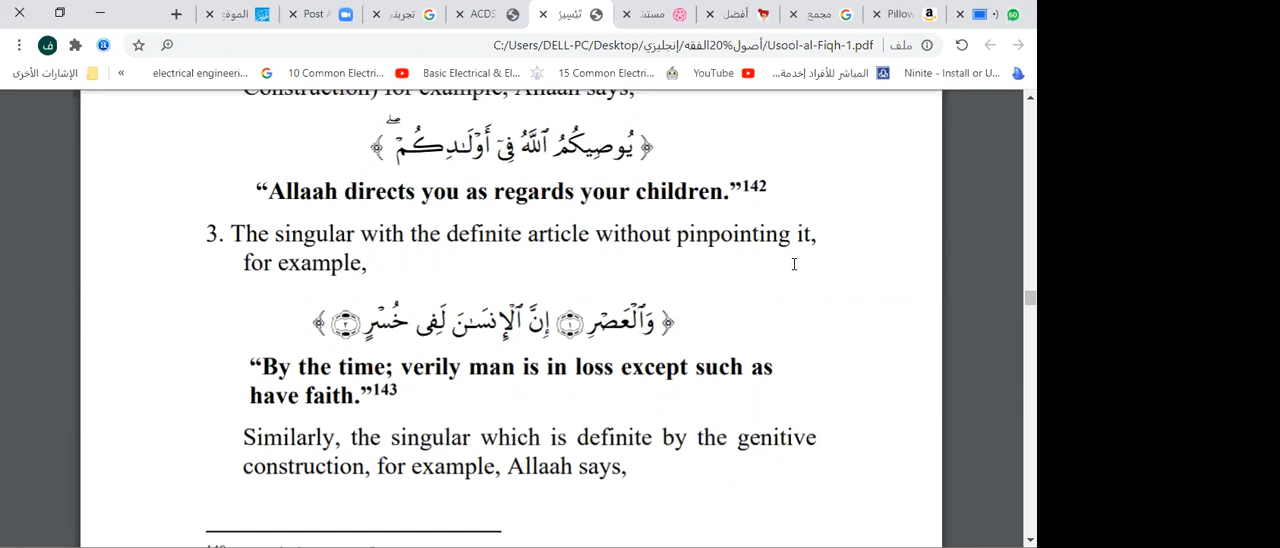 Pillow
مجمع
أفضل
مستند
تَيْسِيرُ
ACDS
تجربتي
Post A
الموقع
60
C:/Users/DELL-PC/Desktop/إنجليزي/أصول%20الفقه/Usool-al-Fiqh-1.pdf
ملف
الإشارات الأخرى
«
electrical engineeri...
10 Common Electri...
Basic Electrical & El...
15 Common Electri...
YouTube
المباشر للأفراد |خدمة...
Ninite - Install or U...
Construction) for example, Allaah says,
﴿ يُوصِيكُمُ ٱللَّهُ فِىٓ أَوْلَـٰدِكُمْ ۖ ﴾
“Allaah directs you as regards your children.”142
3. The singular with the definite article without pinpointing it,
for example,
﴿ وَٱلْعَصْرِ ١ إِنَّ ٱلْإِنسَـٰنَ لَفِى خُسْرٍ ٢ ﴾
“By the time; verily man is in loss except such as
have faith.”143
Similarly, the singular which is definite by the genitive
construction, for example, Allaah says,